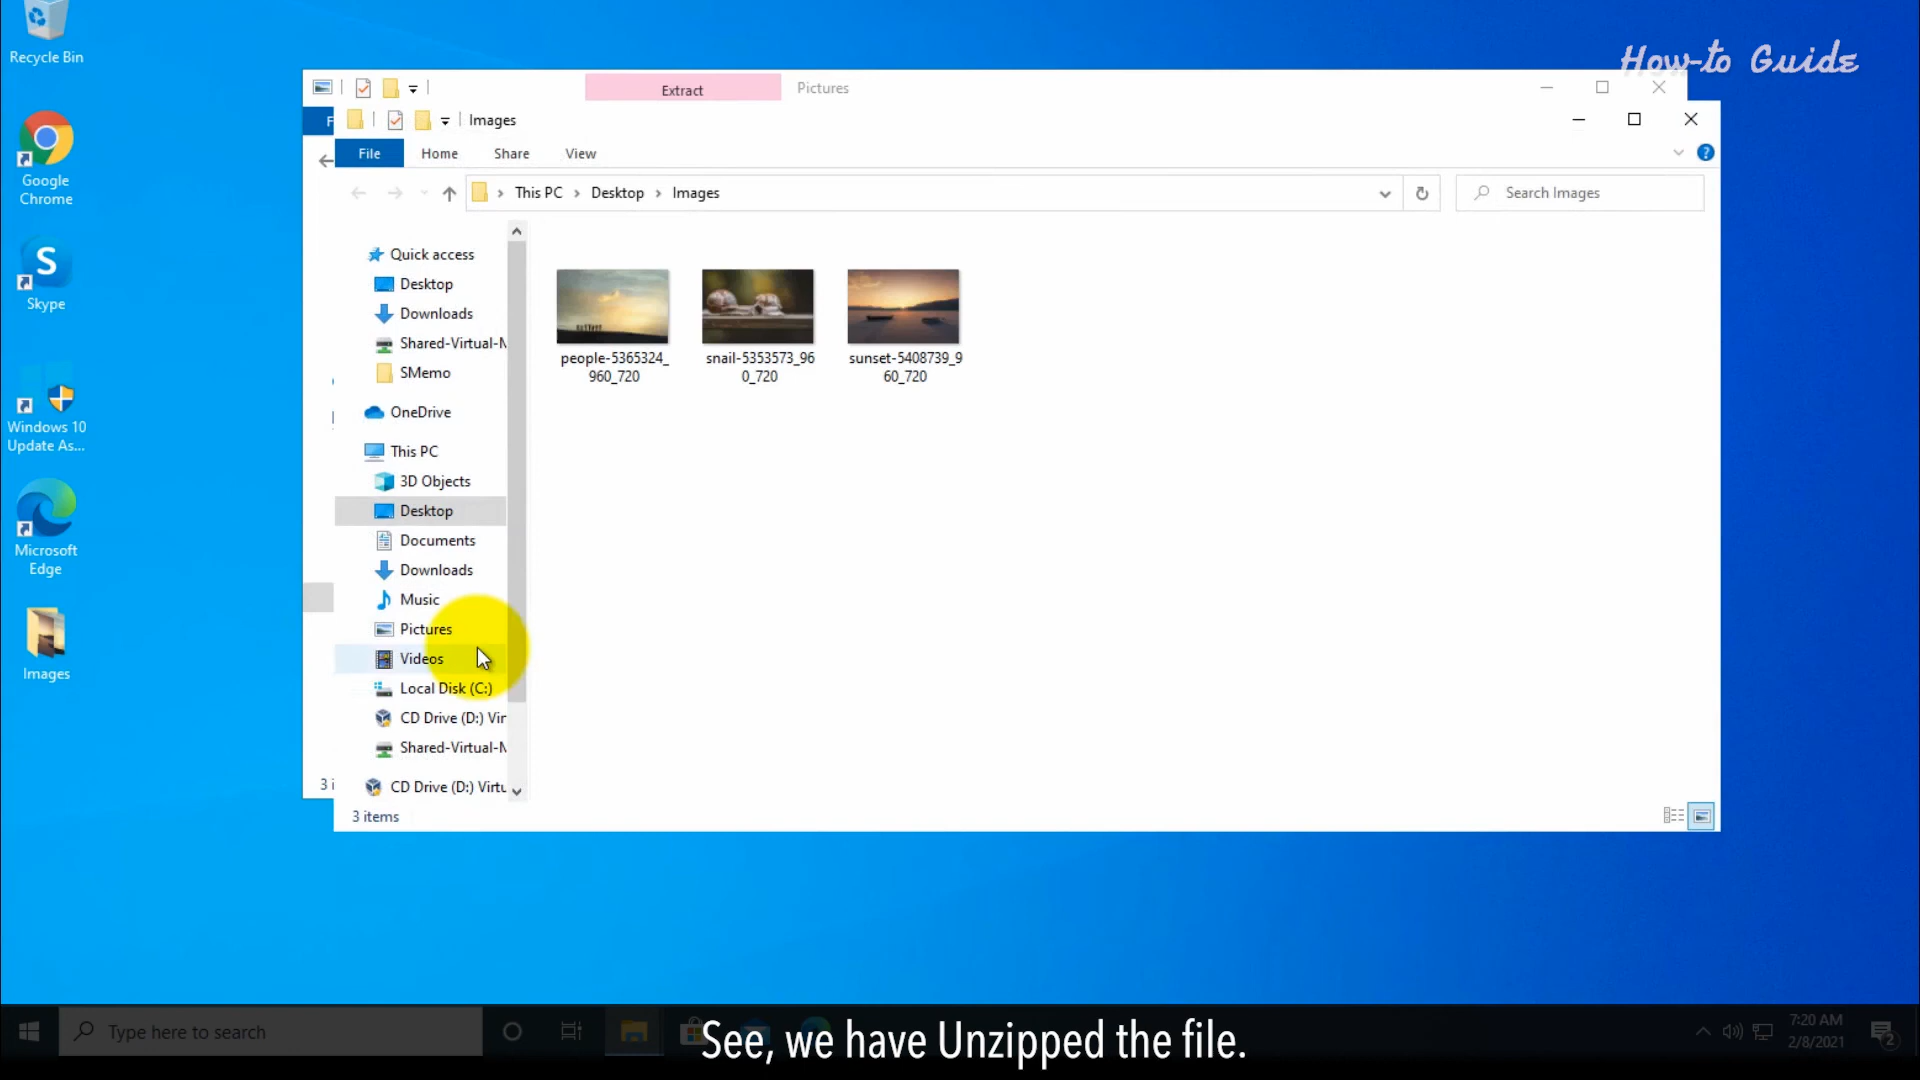 Recycle Bin
Google
Chrome
Skype
Windows 10
Update As...
Microsoft
Edge
Images
How-to Guide
Extract
Pictures
Images
File
Home
Share
View
This PC
Desktop
Images
Search Images
Quick access
Desktop
Downloads
Shared-Virtual-M
SMemo
OneDrive
This PC
3D Objects
Desktop
Documents
Downloads
Music
Pictures
Videos
Local Disk (C:)
CD Drive (D:) Vir
Shared-Virtual-M
CD Drive (D:) Virtu
people-5365324_
960_720
snail-5353573_96
0_720
sunset-5408739_9
60_720
3 i
3 items
Type here to search
See, we have Unzipped the file.
7:20 AM
2/8/2021
2